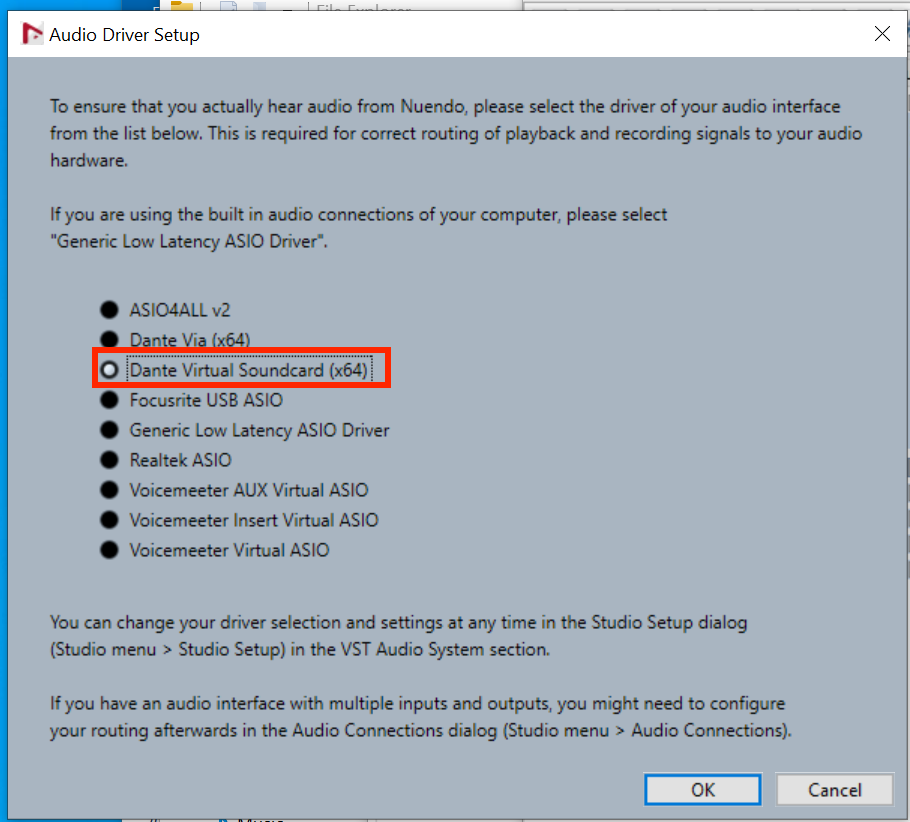 File Explorer
Audio Driver Setup
To ensure that you actually hear audio from Nuendo, please select the driver of your audio interface
from the list below. This is required for correct routing of playback and recording signals to your audio
hardware.
If you are using the built in audio connections of your computer, please select
"Generic Low Latency ASIO Driver".
ASIO4ALL v2
Dante Via (x64)
Dante Virtual Soundcard (x64)
Focusrite USB ASIO
Generic Low Latency ASIO Driver
Realtek ASIO
Voicemeeter AUX Virtual ASIO
Voicemeeter Insert Virtual ASIO
Voicemeeter Virtual ASIO
You can change your driver selection and settings at any time in the Studio Setup dialog
(Studio menu > Studio Setup) in the VST Audio System section.
If you have an audio interface with multiple inputs and outputs, you might need to configure
your routing afterwards in the Audio Connections dialog (Studio menu > Audio Connections).
OK Cancel
Music